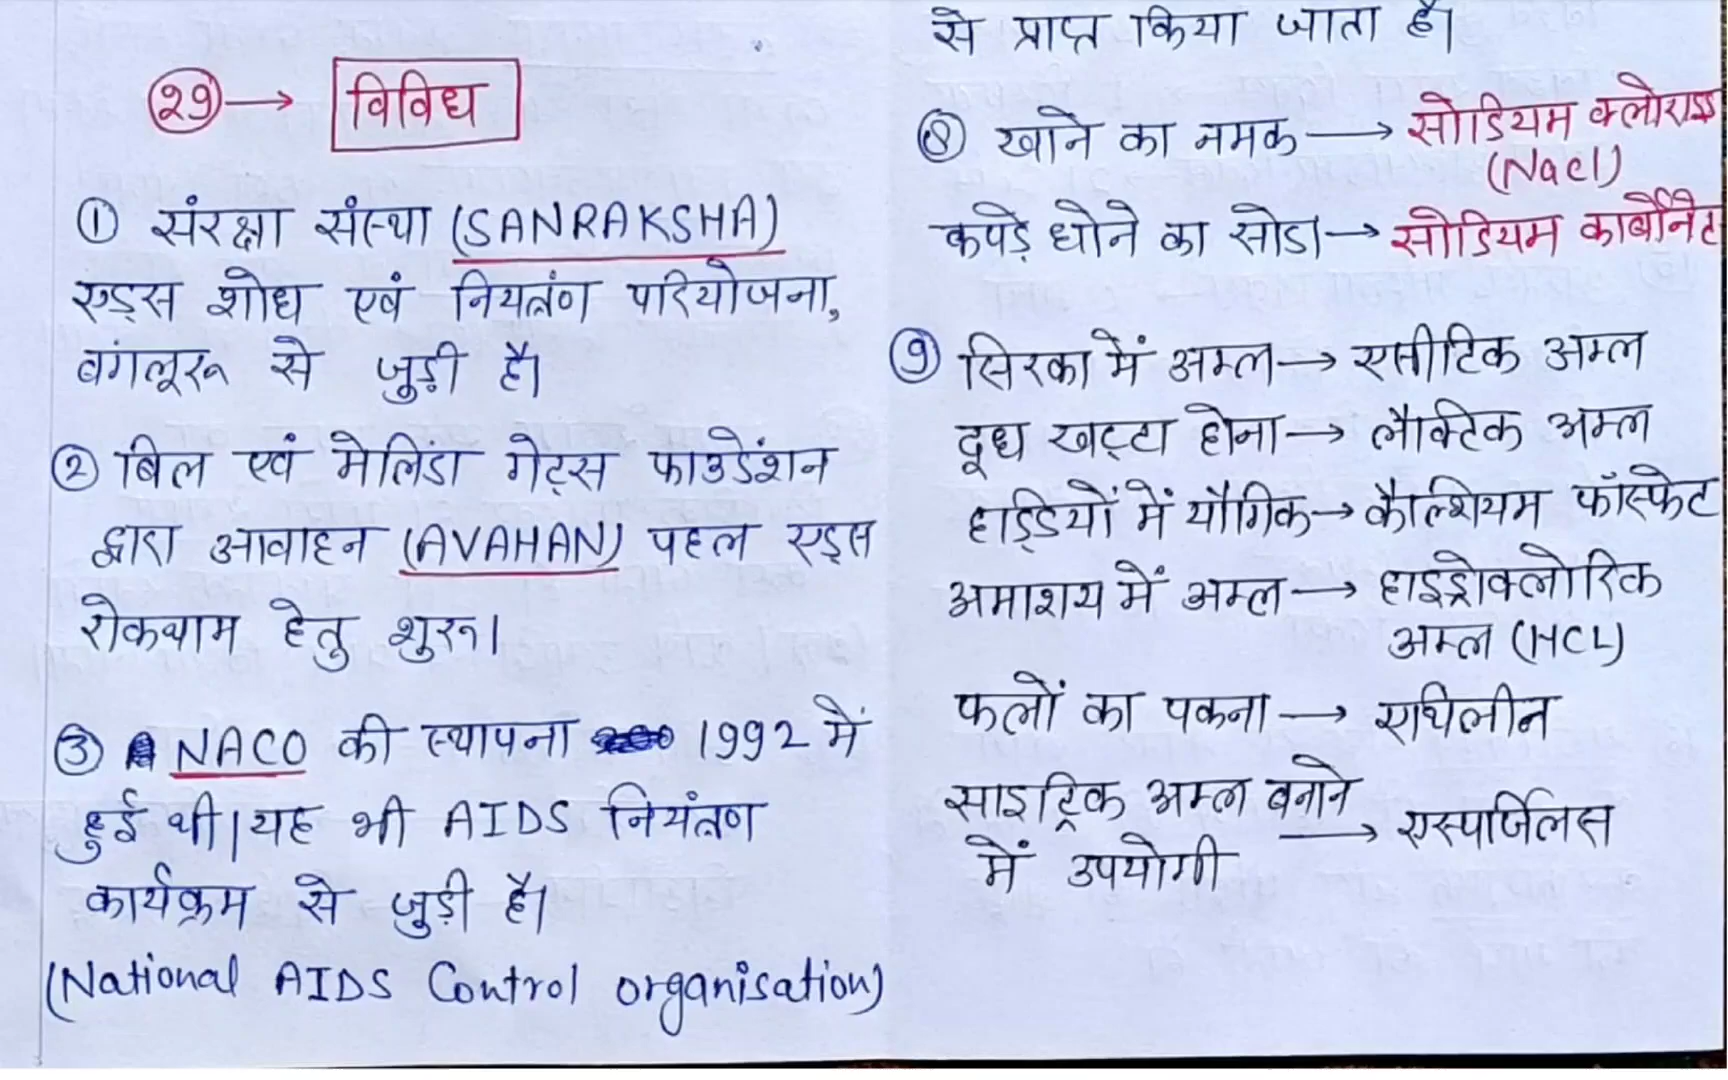 २९ → विविध
① संरक्षा संस्था (SANRAKSHA)
एड्स शोध एवं नियत्रंण परियोजना,
बंगलूरू से जुड़ी है।
② बिल एवं मेलिंडा गेट्स फाउडेंशन
द्वारा आवाहन (AVAHAN) पहल एड्स
रोकथाम हेतु शुरू।
③ NACO की स्थापना 1992 में
हुई थी। यह भी AIDS नियंत्रण
कार्यक्रम से जुड़ी है।
(National AIDS Control organisation)
से प्राप्त किया जाता है।
⑧ खाने का नमक → सोडियम क्लोराइड
(Nacl)
कपड़े धोने का सोडा → सोडियम कार्बोनेट
⑨ सिरका में अम्ल → एसीटिक अम्ल
दूध खट्टा होना → लैक्टिक अम्ल
हाड्डियों में यौगिक → कैल्शियम फॉस्फेट
अमाशय में अम्ल → हाइड्रोक्लोरिक
अम्ल (HCL)
फलों का पकना → एथिलीन
साइट्रिक अम्ल बनाने
में उपयोगी → एस्पर्जिलस